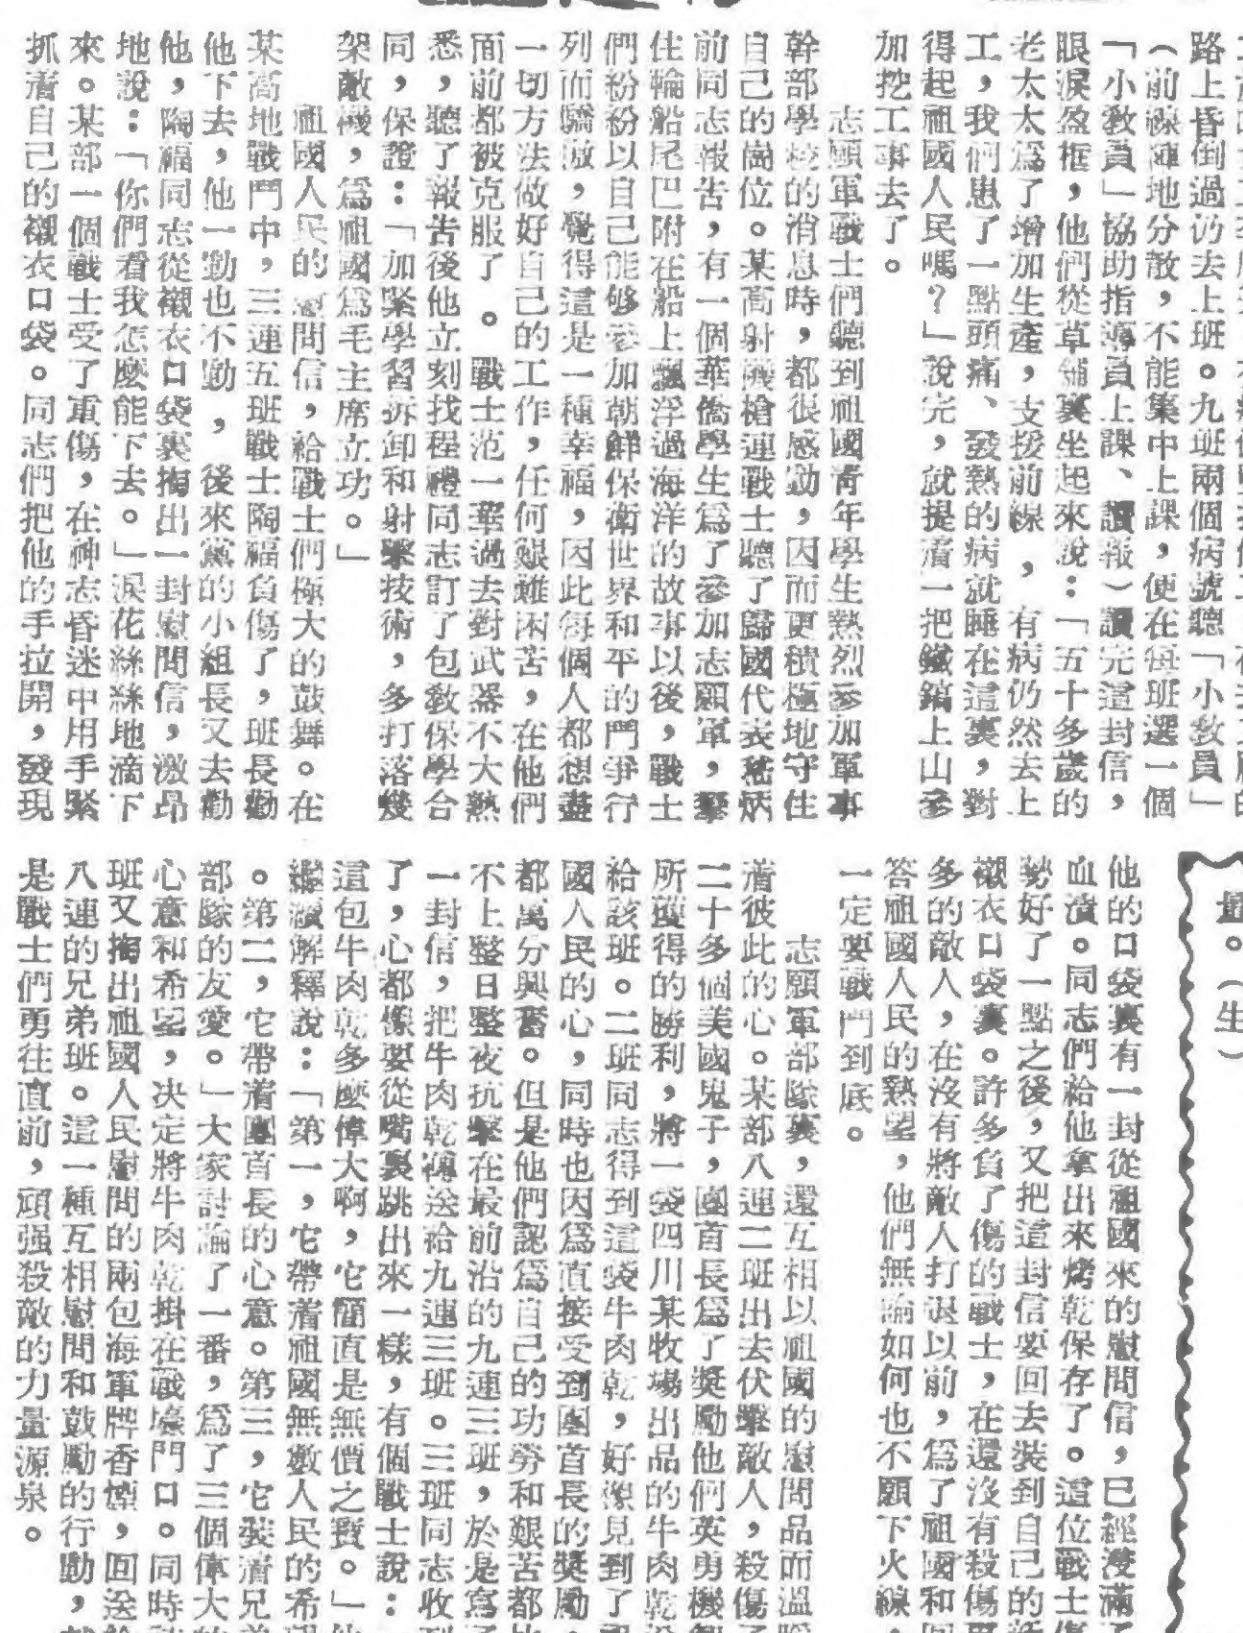 路上昏倒過仍去上班。九班兩個病號聽「小教員」
（前線陣地分散，不能集中上課，便在每班選一個
「小教員」協助指導員上課、讀報）讀完這封信，
眼淚盈框，他們從草舖裏坐起來說：「五十多歲的
老太太爲了增加生產，支援前線，有病仍然去上
工，我們患了一點頭痛、發熱的病就睡在這裏，對
得起祖國人民嗎？」說完，就提着一把鐵鎬上山參
加挖工事去了。
志願軍戰士們聽到祖國青年學生熱烈參加軍事
幹部學校的消息時，都很感動，因而更積極地守住
自己的崗位。某高射機槍連戰士聽了歸國代表嵇炳
前同志報告，有一個華僑學生爲了參加志願軍，緊
住輪船尾巴附在船上飄浮過海洋的故事以後，戰士
們紛紛以自己能够參加朝鮮保衛世界和平的鬥爭行
列而驕傲，覺得這是一種幸福，因此每個人都想盡
一切方法做好自己的工作，任何艱難困苦，在他們
面前都被克服了。戰士范一華過去對武器不大熟
悉，聽了報告後他立刻找程禮同志訂了包教保學合
同，保證：「加緊學習拆卸和射擊技術，多打落幾
架敵機，爲祖國爲毛主席立功。」
祖國人民的慰問信，給戰士們極大的鼓舞。在
某高地戰鬥中，三連五班戰士陶福負傷了，班長勸
他下去，他一動也不動，後來黨的小組長又去勸
他，陶福同志從襯衣口袋裏掏出一封慰問信，激昂
地說：「你們看我怎麼能下去。」淚花絲絲地滴下
來。某部一個戰士受了重傷，在神志昏迷中用手緊
抓着自己的襯衣口袋。同志們把他的手拉開，發現
量。（生）
他的口袋裏有一封從祖國來的慰問信，已經浸滿了
血漬。同志們給他拿出來烤乾保存了。這位戰士傷
勢好了一點之後，又把這封信要回去裝到自己的
襯衣口袋裏。許多負了傷的戰士，在還沒有殺傷
多的敵人，在沒有將敵人打退以前，爲了祖國和
答祖國人民的熱望，他們無論如何也不願下火線，
一定要戰鬥到底。
志願軍部隊裏，還互相以祖國的慰問品而溫
着彼此的心。某部八連二班出去伏擊敵人，殺傷了
二十多個美國鬼子，團首長爲了獎勵他們英勇機
所獲得的勝利，將一袋四川某牧場出品的牛肉乾
給該班。二班同志得到這袋牛肉乾，好像見到了
國人民的心，同時也因爲直接受到團首長的獎勵，
都萬分興奮。但是他們認爲自己的功勞和艱苦都
不上整日整夜抗擊在最前沿的九連三班，於是寫了
一封信，把牛肉乾轉送給九連三班。三班同志收
了，心都像要從嘴裏跳出來一樣，有個戰士說：
這包牛肉乾多麼偉大啊，它簡直是無價之寶。」
繼續解釋說：「第一，它帶着祖國無數人民的希
。第二，它帶着團首長的心意。第三，它裝着兄
部隊的友愛。」大家討論了一番，爲了三個偉大
心意和希望，決定將牛肉乾掛在戰壕門口。同時
班又掏出祖國人民慰問的兩包海軍牌香煙，回送
八連的兄弟班。這一種互相慰問和鼓勵的行動，
是戰士們勇往直前，頑强殺敵的力量源泉。